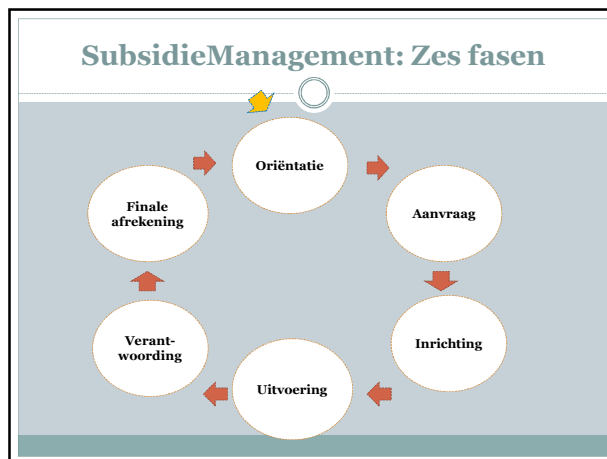 SubsidieManagement: Zes fasen
Oriëntatie
Aanvraag
Inrichting
Uitvoering
Verant-
woording
Finale
afrekening